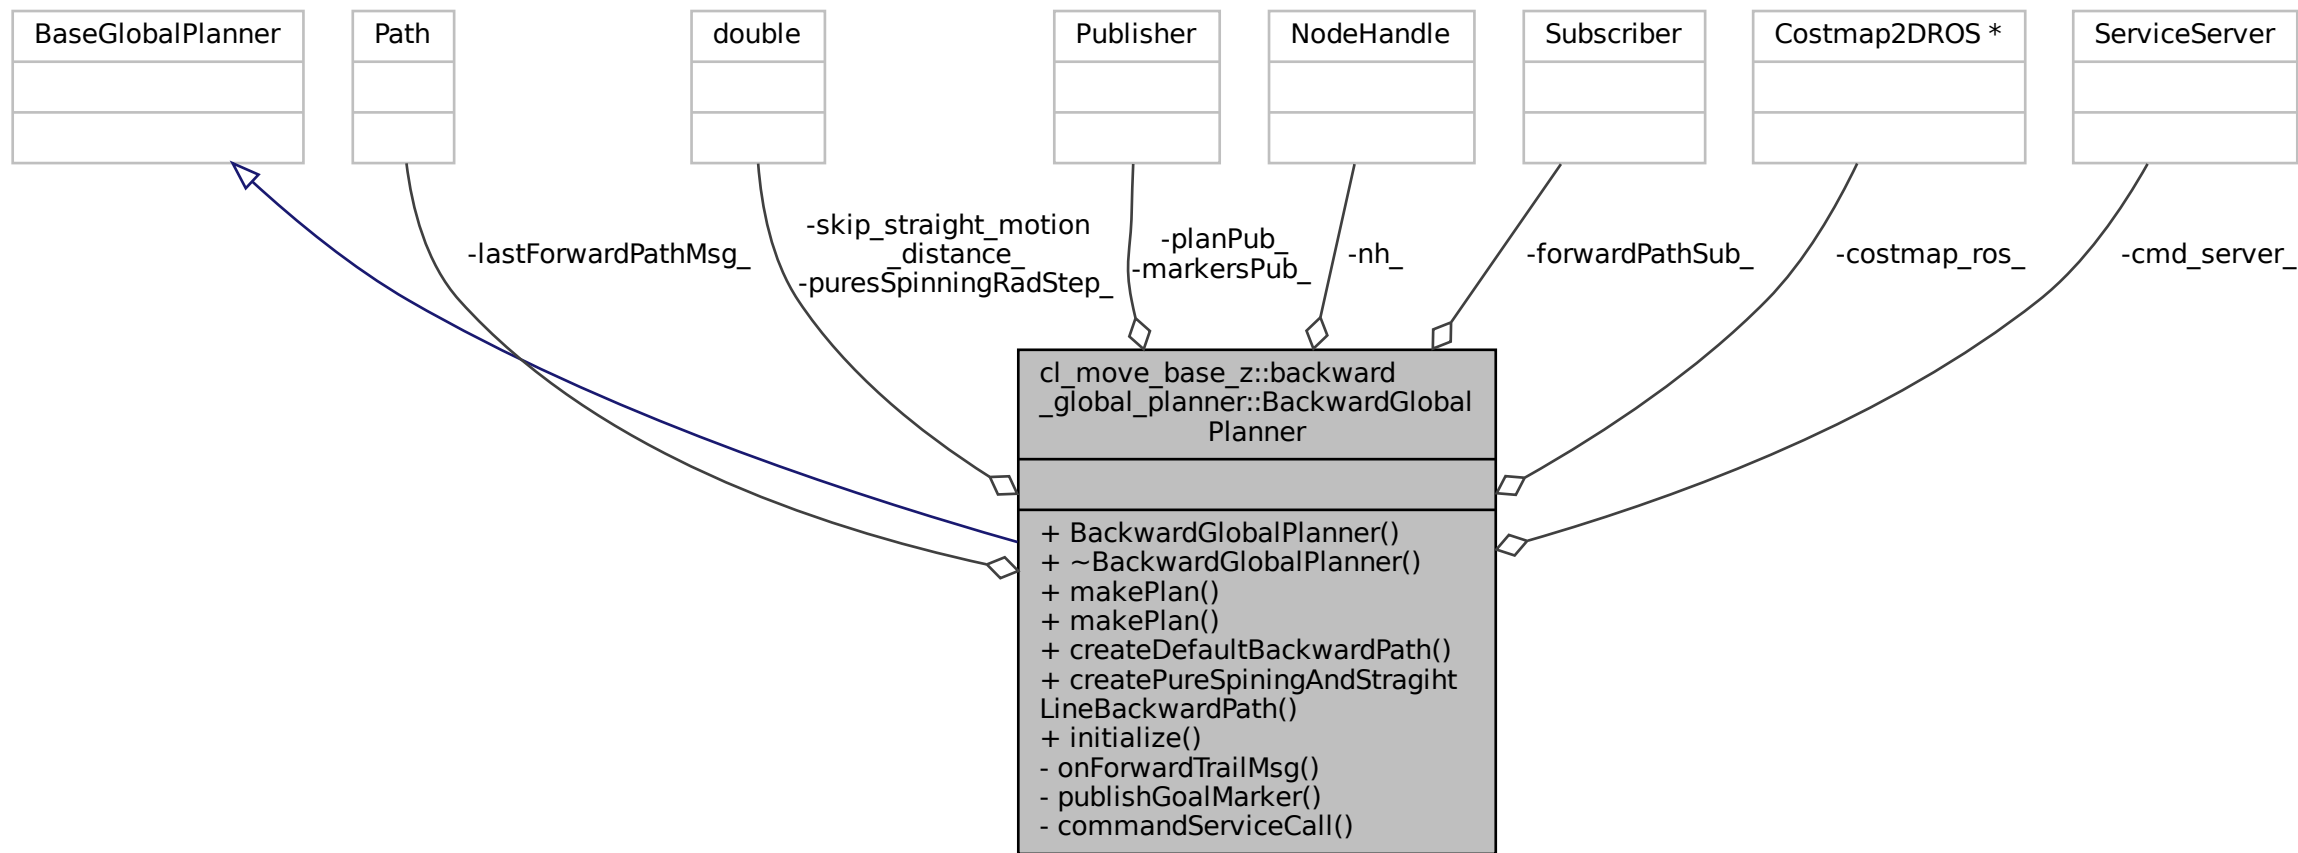 BaseGlobalPlanner
Path
double
Publisher
NodeHandle
Subscriber
Costmap2DROS *
ServiceServer
-lastForwardPathMsg_
-skip_straight_motion
_distance_
-puresSpinningRadStep_
-planPub_
-markersPub_
-nh_
-forwardPathSub_
-costmap_ros_
-cmd_server_
cl_move_base_z::backward
_global_planner::BackwardGlobal
Planner
+ BackwardGlobalPlanner()
+ ~BackwardGlobalPlanner()
+ makePlan()
+ makePlan()
+ createDefaultBackwardPath()
+ createPureSpiningAndStragiht
LineBackwardPath()
+ initialize()
- onForwardTrailMsg()
- publishGoalMarker()
- commandServiceCall()